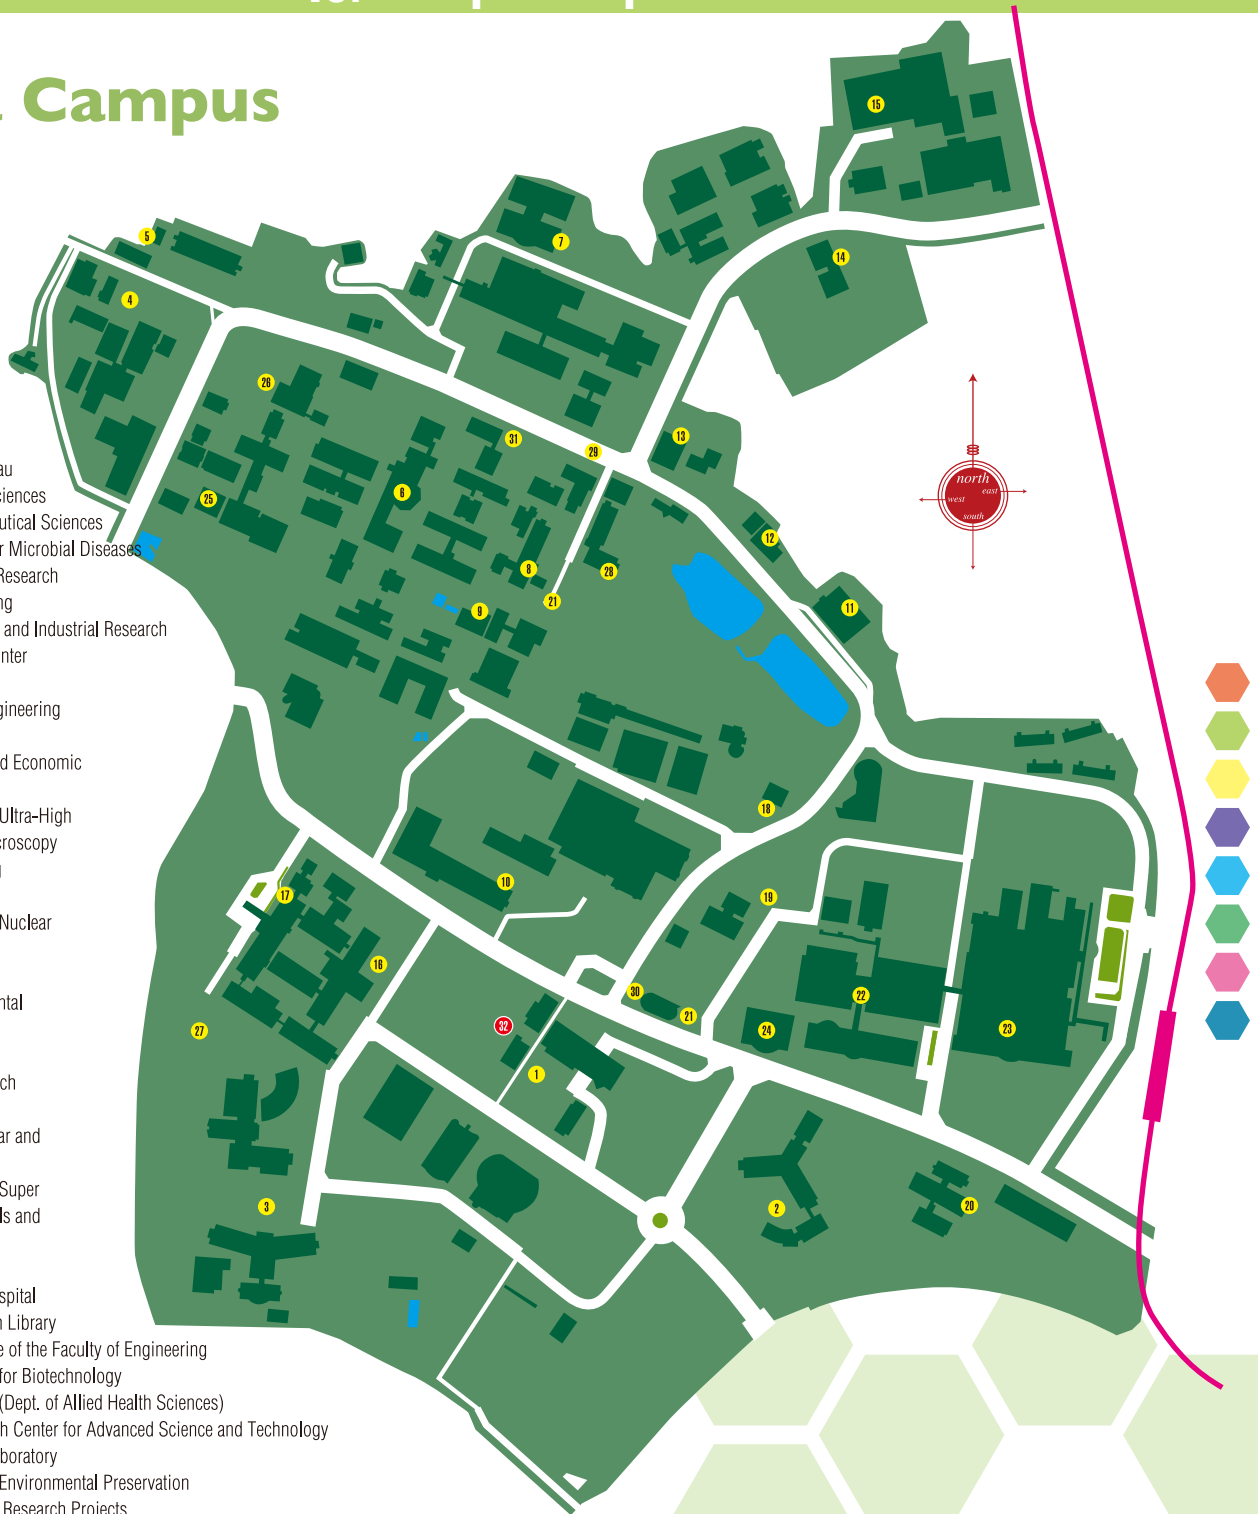 Campus
15
5
7
14
4
26
13
31
29
6
25
12
8
28
21
9
11
north
east
west
south
18
10
17
19
16
30
22
21
24
32
27
23
1
3
2
20
au
ciences
utical Sciences
r Microbial Diseases
Research
ng
and Industrial Research
nter
gineering
d Economic
Ultra-High
croscopy
g
Nuclear
ntal
ch
ar and
Super
ls and
spital
n Library
e of the Faculty of Engineering
for Biotechnology
(Dept. of Allied Health Sciences)
h Center for Advanced Science and Technology
boratory
Environmental Preservation
Research Projects